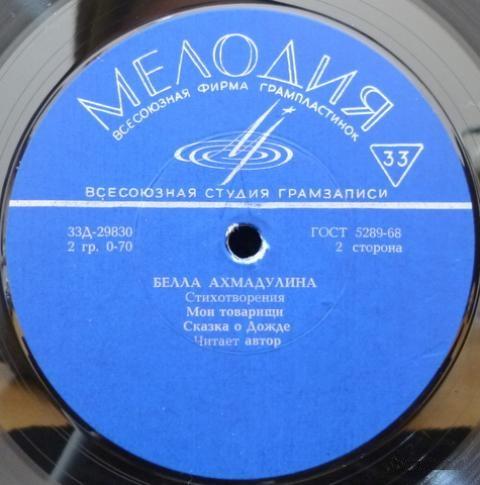 МЕЛОДИЯ
ВСЕСОЮЗНАЯ ФИРМА ГРАМПЛАСТИНОК
33
ВСЕСОЮЗНАЯ СТУДИЯ ГРАМЗАПИСИ
33Д-29830
2 гр. 0-70
ГОСТ 5289-68
2 сторона
БЕЛЛА АХМАДУЛИНА
Стихотворения
Мои товарищи
Сказка о Дожде
Читает автор